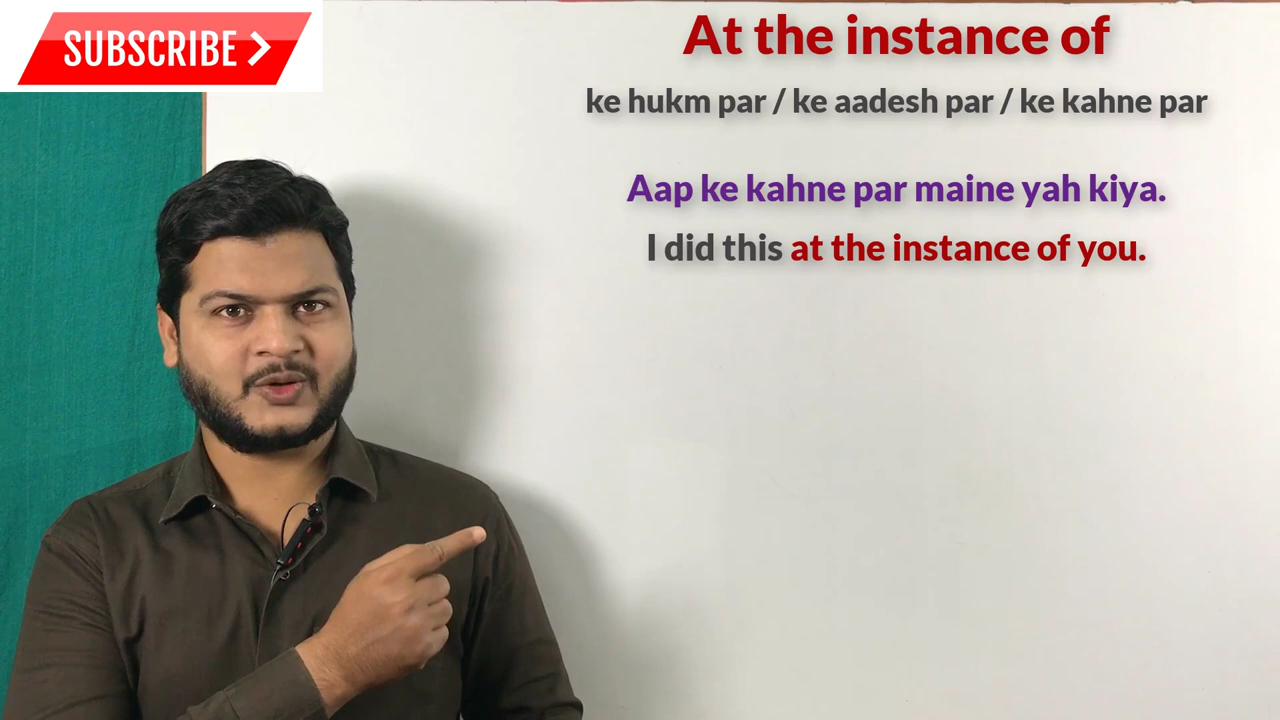 SUBSCRIBE
At the instance of
ke hukm par / ke aadesh par / ke kahne par
Aap ke kahne par maine yah kiya.
I did this at the instance of you.